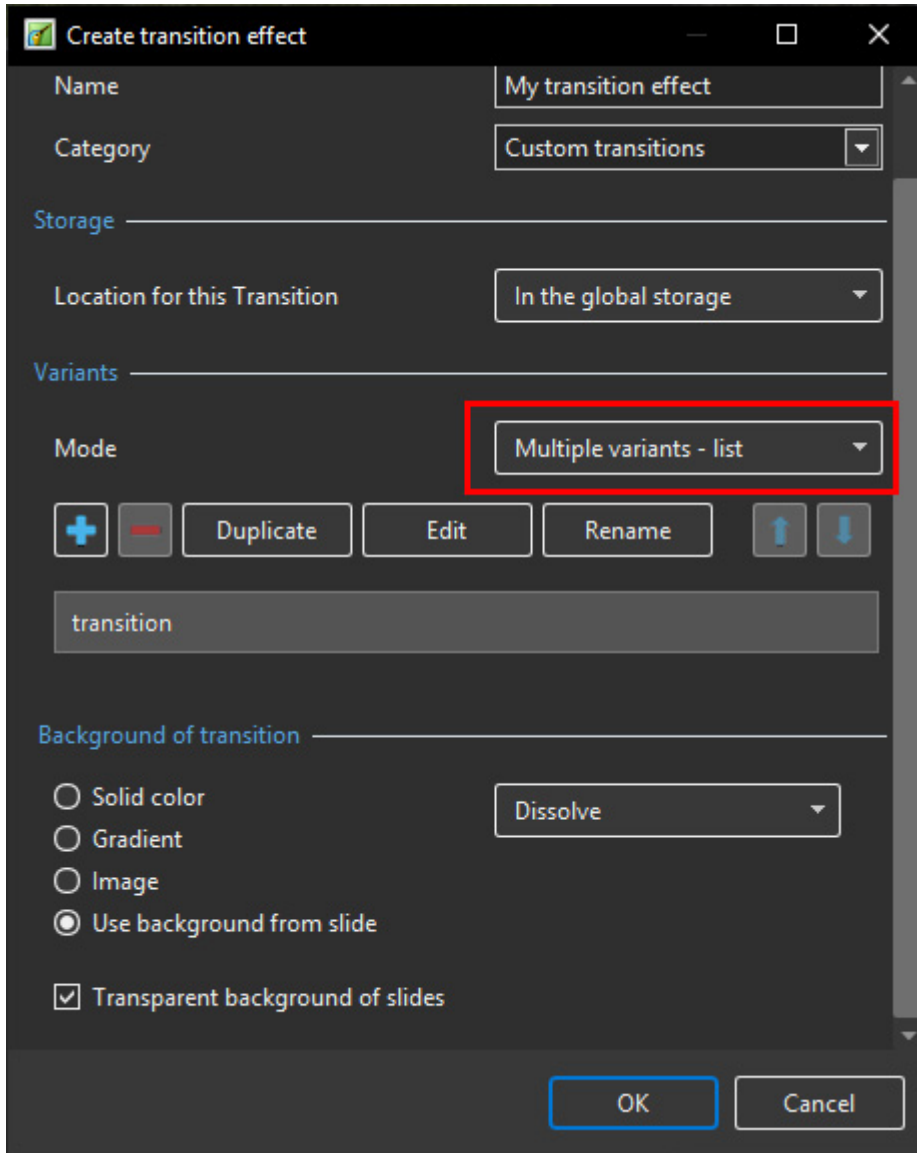 Create transition effect
Name My transition effect
Category Custom transitions
Storage
Location for this Transition In the global storage
Variants
Mode Multiple variants - list
Duplicate Edit Rename
transition
Background of transition
Solid color Dissolve
Gradient
Image
Use background from slide
Transparent background of slides
OK Cancel